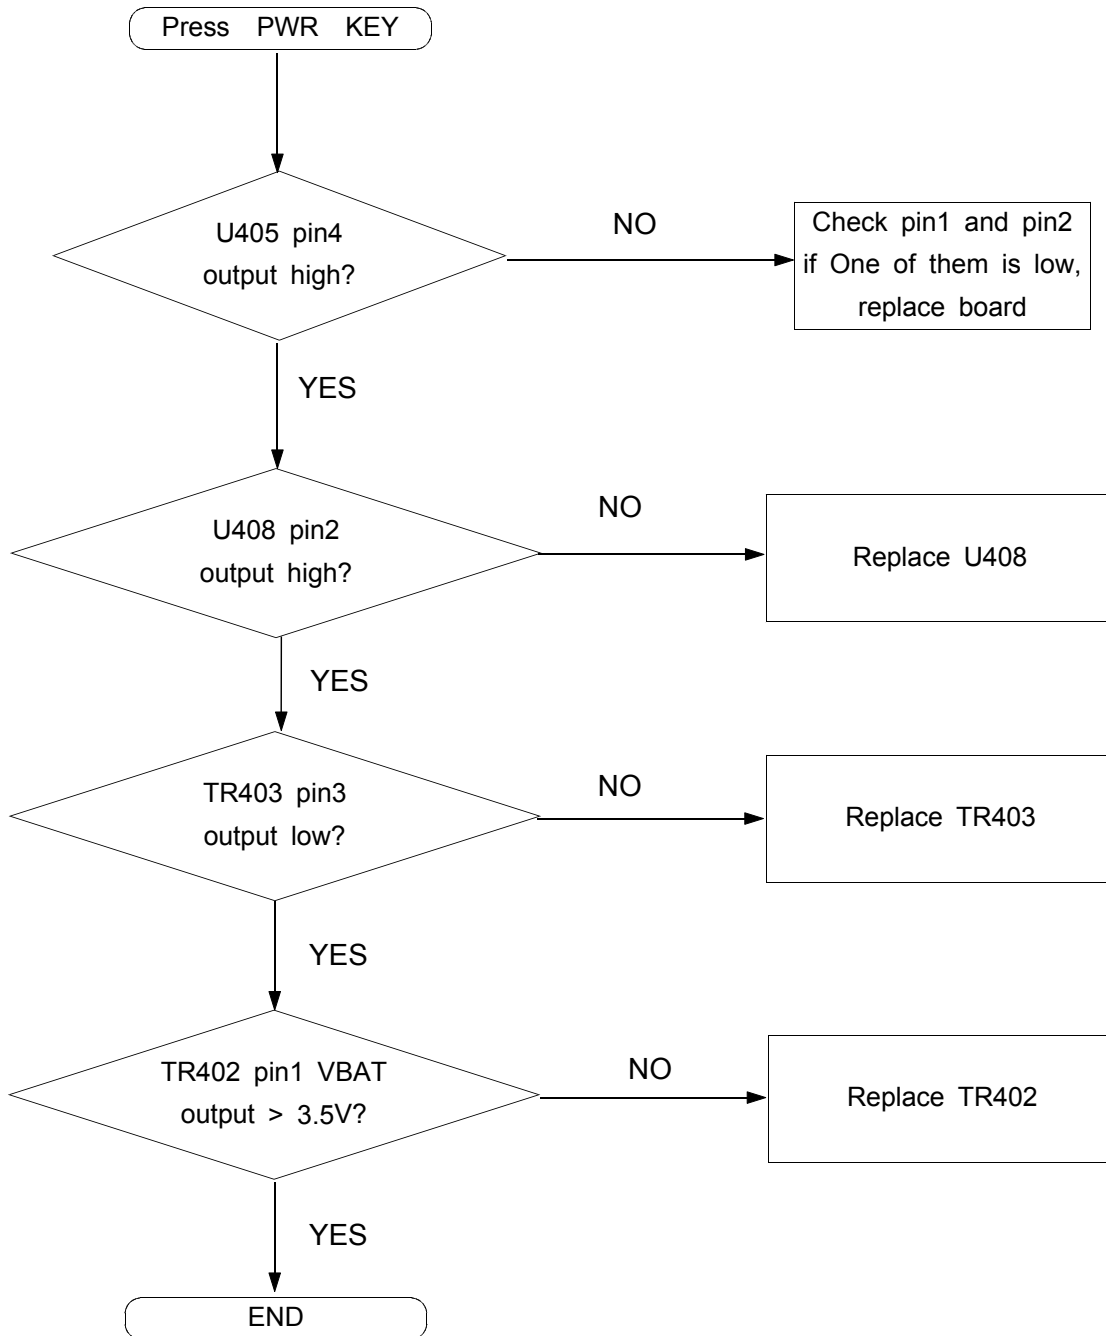 Press PWR KEY
U405 pin4
output high?
NO
Check pin1 and pin2
if One of them is low,
replace board
YES
U408 pin2
output high?
NO
Replace U408
YES
TR403 pin3
output low?
NO
Replace TR403
YES
TR402 pin1 VBAT
output > 3.5V?
NO
Replace TR402
YES
END